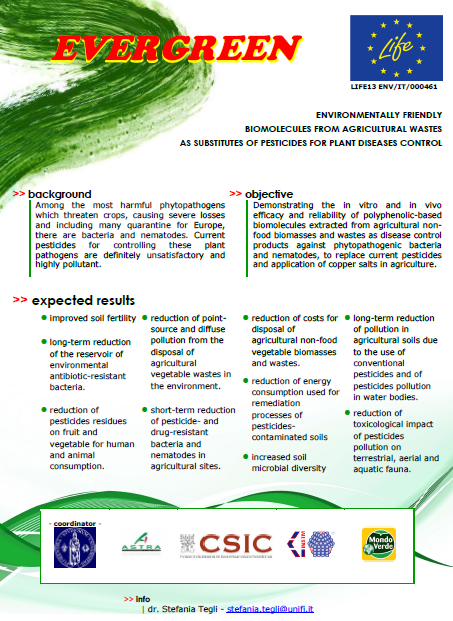 EVERGREEN
Life
LIFE13 ENV/IT/000461
ENVIRONMENTALLY FRIENDLY
BIOMOLECULES FROM AGRICULTURAL WASTES
AS SUBSTITUTES OF PESTICIDES FOR PLANT DISEASES CONTROL
>> background
Among the most harmful phytopathogens
which threaten crops, causing severe losses
and including many quarantine for Europe,
there are bacteria and nematodes. Current
pesticides for controlling these plant
pathogens are definitely unsatisfactory and
highly pollutant.
>> objective
Demonstrating the in vitro and in vivo
efficacy and reliability of polyphenolic-based
biomolecules extracted from agricultural non-
food biomasses and wastes as disease control
products against phytopathogenic bacteria
and nematodes, to replace current pesticides
and application of copper salts in agriculture.
>> expected results
improved soil fertility
long-term reduction
of the reservoir of
environmental
antibiotic-resistant
bacteria.
reduction of
pesticides residues
on fruit and
vegetable for human
and animal
consumption.
reduction of point-
source and diffuse
pollution from the
disposal of
agricultural
vegetable wastes in
the environment.
short-term reduction
of pesticide- and
drug-resistant
bacteria and
nematodes in
agricultural sites.
reduction of costs for
disposal of
agricultural non-food
vegetable biomasses
and wastes.
reduction of energy
consumption used for
remediation
processes of
pesticides-
contaminated soils
increased soil
microbial diversity
long-term reduction
of pollution in
agricultural soils due
to the use of
conventional
pesticides and of
pesticides pollution
in water bodies.
reduction of
toxicological impact
of pesticides
pollution on
terrestrial, aerial and
aquatic fauna.
- coordinator -
ASTRA
CSIC
Mondo
Verde
>> info
| dr. Stefania Tegli - stefania.tegli@unifi.it